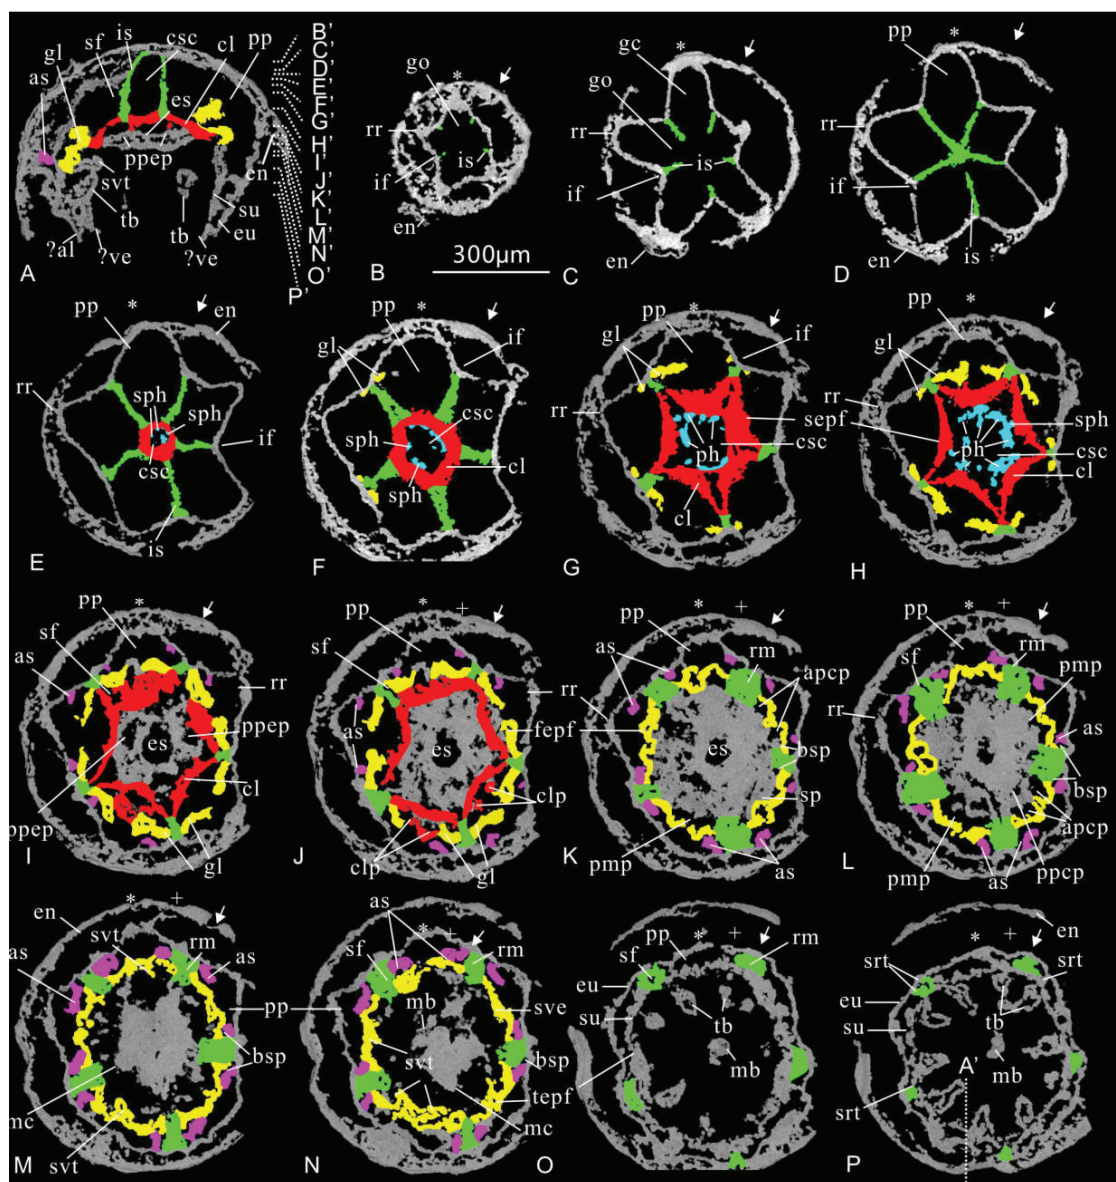 is csc cl pp
gl sf
as
es
ppep
svt
en
tb tb su
eu
?al ?ve ?ve
B'
C'
D'
E'
F'
G'
H'
I'
J'
K'
L'
M'
N'
O'
P'
A
go * 
rr
if is
en
B
300μm
gc *
go
rr
is
if
en
C
pp *
rr
if
is
en
D
pp * en
rr sph sph
csc if
is
E
pp *
gl if
rr csc
sph
sph cl
F
pp *
gl if
rr sepf
csc
ph
cl
G
pp *
gl
rr
sph
ph csc
cl
H
pp *
sf
as
rr
es ppep
cl
ppep
gl
I
pp * +
sf
rr
as es fepf
clp
clp gl
J
pp * +
as rm
apcp
rr
es
bsp
sp
pmp as
K
pp * +
sf rm
pmp
rr
as
bsp
apcp
pmp as ppcp
L
en * +
svt
rm
as as
pp
bsp
mc
svt
M
as * +
sf rm
mb sve
svt bsp
tepf
mc
N
pp * +
sf rm
eu
su tb
mb
O
* + en
srt srt
eu tb
su
A' mb
srt
P